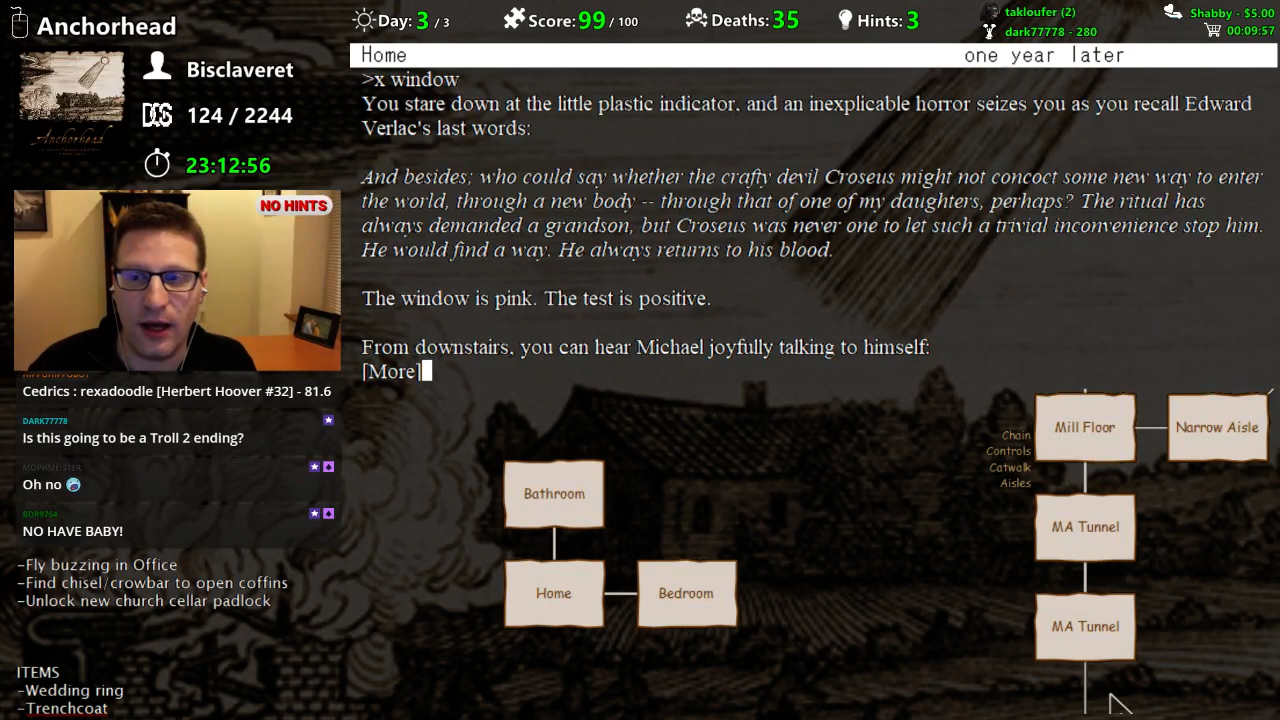 Anchorhead
Day: 3 / 3
Score: 99 / 100
Deaths: 35
Hints: 3
takloufer (2)
dark77778 - 280
Shabby - $5.00
00:09:57
Anchorhead
Bisclaveret
DGS
124 / 2244
23:12:56
NO HINTS
Home
one year later
>x window
You stare down at the little plastic indicator, and an inexplicable horror seizes you as you recall Edward
Verlac's last words:
And besides; who could say whether the crafty devil Croseus might not concoct some new way to enter
the world, through a new body -- through that of one of my daughters, perhaps? The ritual has
always demanded a grandson, but Croseus was never one to let such a trivial inconvenience stop him.
He would find a way. He always returns to his blood.
The window is pink. The test is positive.
From downstairs, you can hear Michael joyfully talking to himself:
[More]
Cedrics : rexadoodle [Herbert Hoover #32] - 81.6
DARK77778
Is this going to be a Troll 2 ending?
MOPHMEISTER
Oh no
BDR9764
NO HAVE BABY!
-Fly buzzing in Office
-Find chisel/crowbar to open coffins
-Unlock new church cellar padlock
ITEMS
-Wedding ring
-Trenchcoat
Bathroom
Home
Bedroom
Chain
Controls
Catwalk
Aisles
Mill Floor
Narrow Aisle
MA Tunnel
MA Tunnel